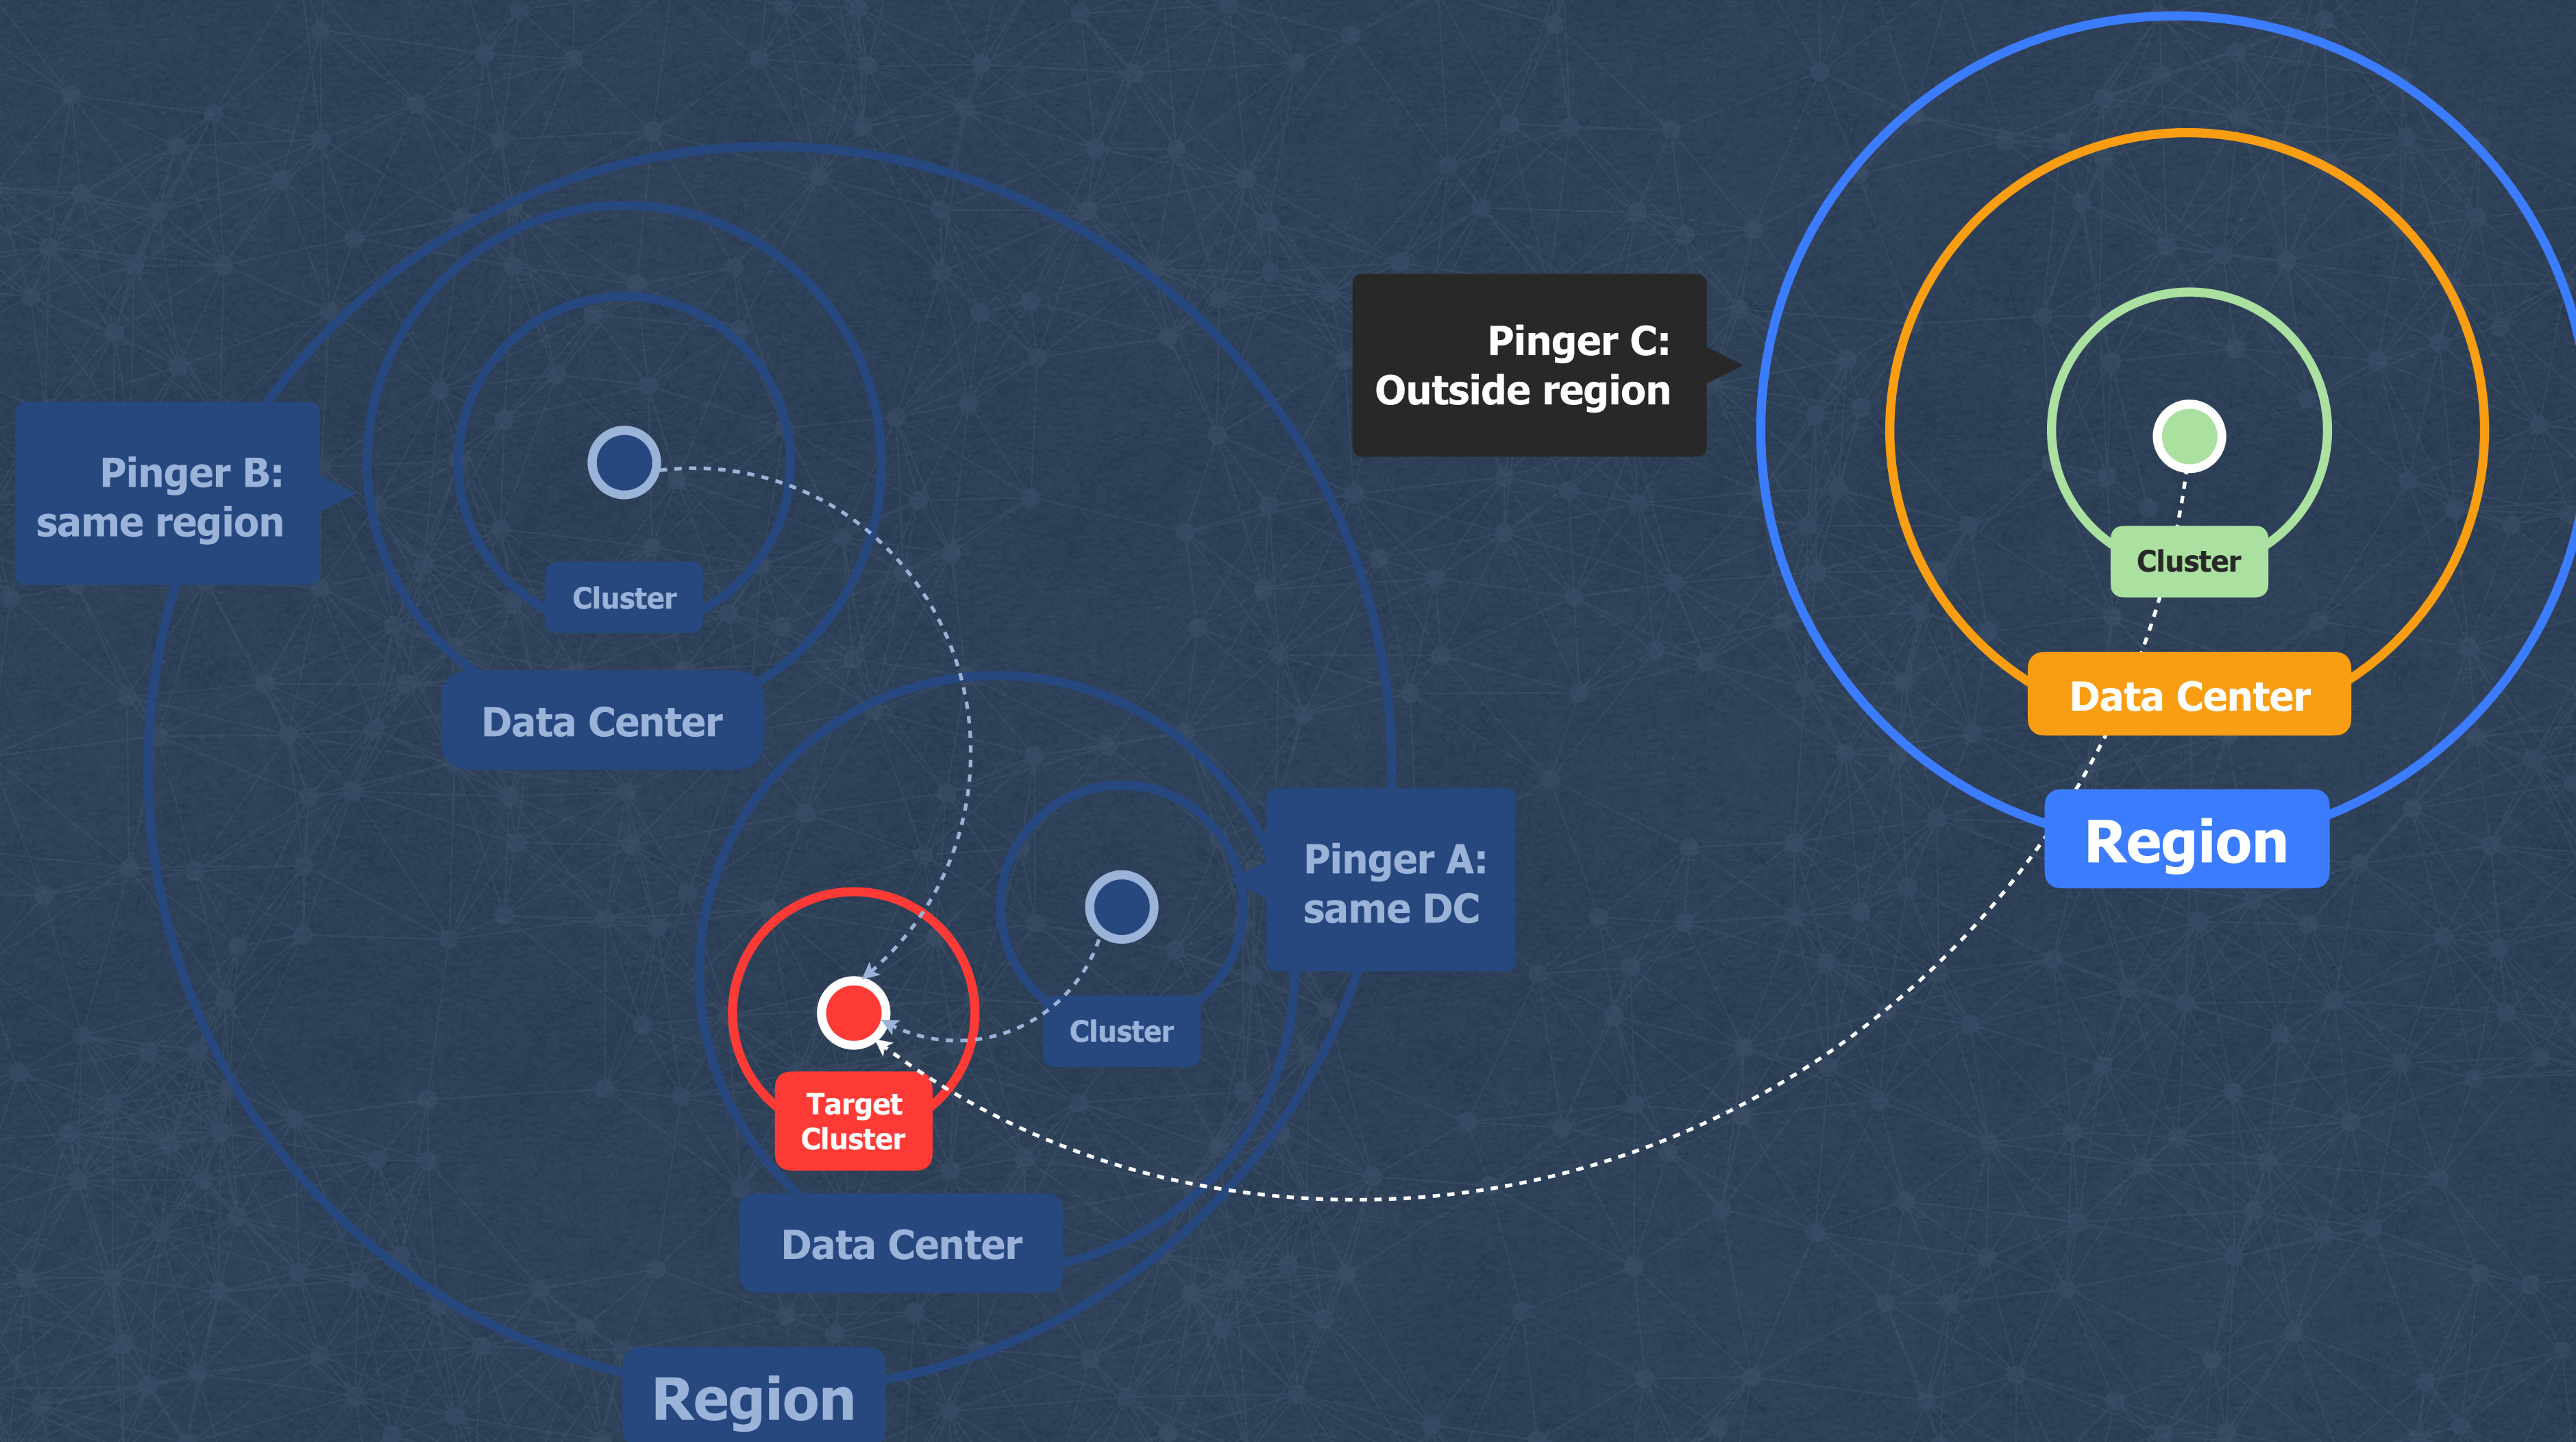 Pinger C:
Outside region
Cluster
Data Center
Region
Pinger B:
same region
Cluster
Data Center
Pinger A:
same DC
Cluster
Target
Cluster
Data Center
Region